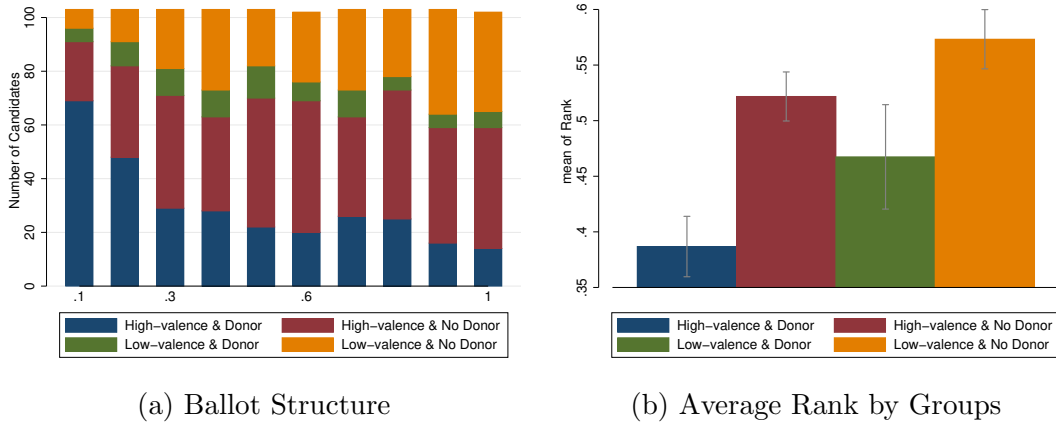 Number of Candidates
100
80
60
40
20
0
.1 .3 .6 1
High-valence & Donor High-valence & No Donor
Low-valence & Donor Low-valence & No Donor
(a) Ballot Structure
mean of Rank
.6
.55
.5
.45
.4
.35
High-valence & Donor High-valence & No Donor
Low-valence & Donor Low-valence & No Donor
(b) Average Rank by Groups